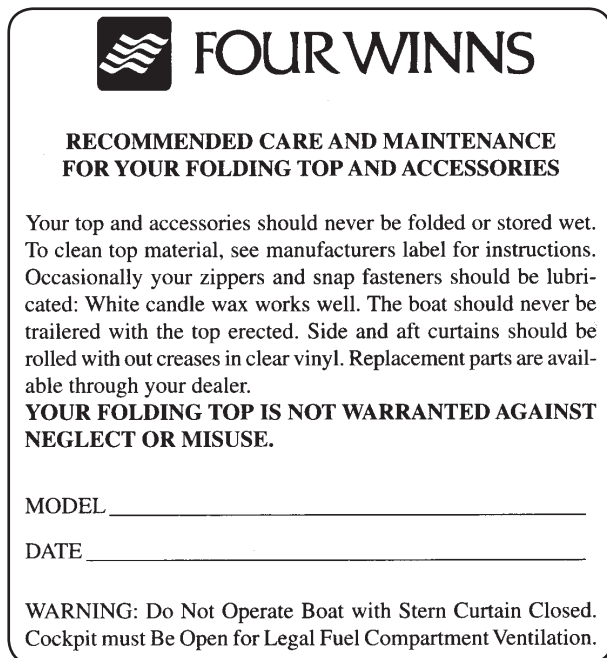 FOUR WINNS
RECOMMENDED CARE AND MAINTENANCE
FOR YOUR FOLDING TOP AND ACCESSORIES
Your top and accessories should never be folded or stored wet.
To clean top material, see manufacturers label for instructions.
Occasionally your zippers and snap fasteners should be lubri-
cated: White candle wax works well. The boat should never be
trailered with the top erected. Side and aft curtains should be
rolled with out creases in clear vinyl. Replacement parts are avail-
able through your dealer.
YOUR FOLDING TOP IS NOT WARRANTED AGAINST
NEGLECT OR MISUSE.
MODEL
DATE
WARNING: Do Not Operate Boat with Stern Curtain Closed.
Cockpit must Be Open for Legal Fuel Compartment Ventilation.